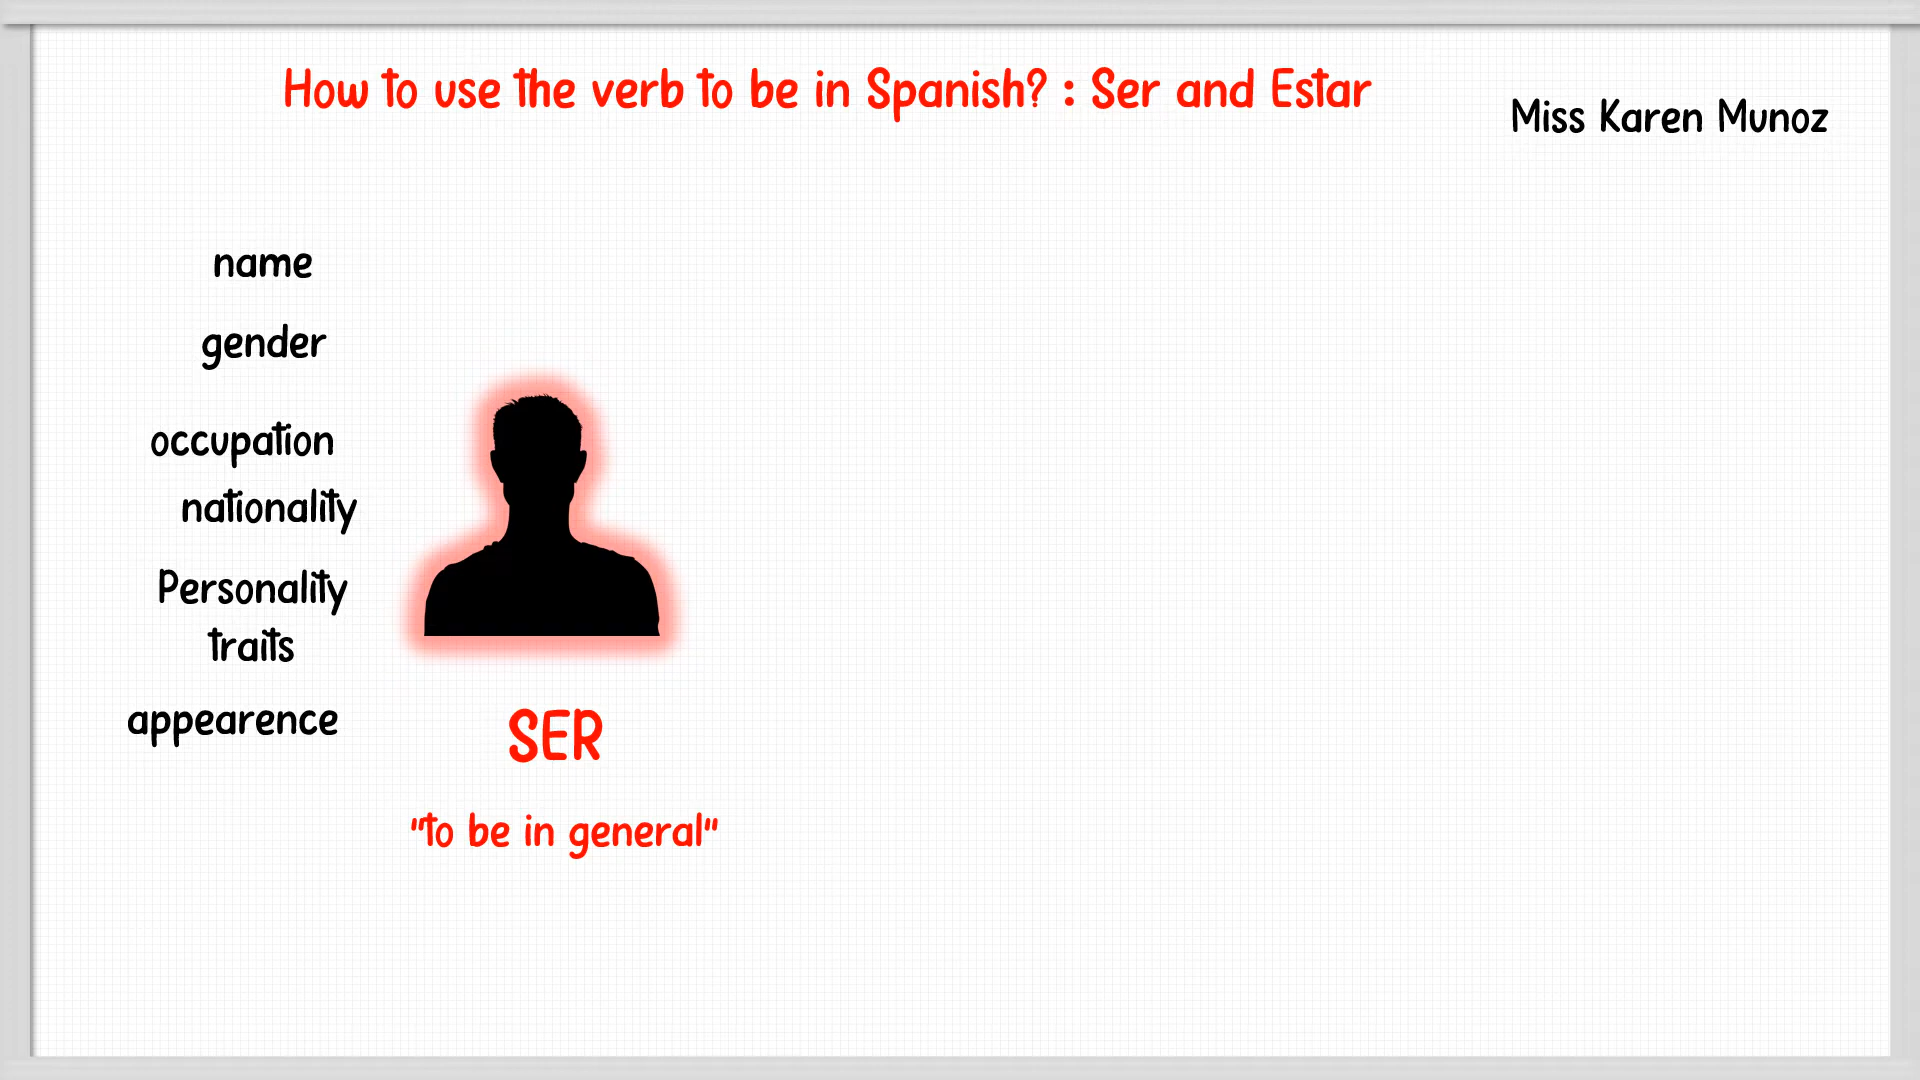 How to use the verb to be in Spanish? : Ser and Estar
Miss Karen Munoz
name
gender
occupation
nationality
Personality
traits
appearence
SER
"to be in general"